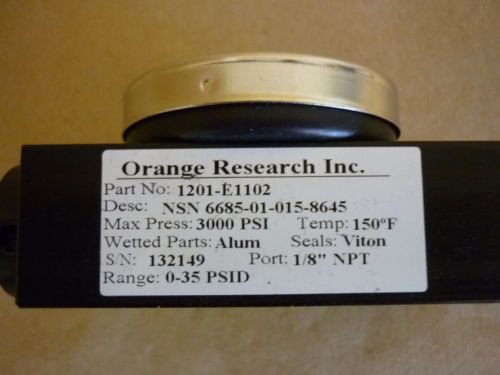 Orange Research Inc.
Part No: 1201-E1102
Desc: NSN 6685-01-015-8645
Max Press: 3000 PSI Temp: 150ºF
Wetted Parts: Alum Seals: Viton
S/N: 132149 Port: 1/8" NPT
Range: 0-35 PSID